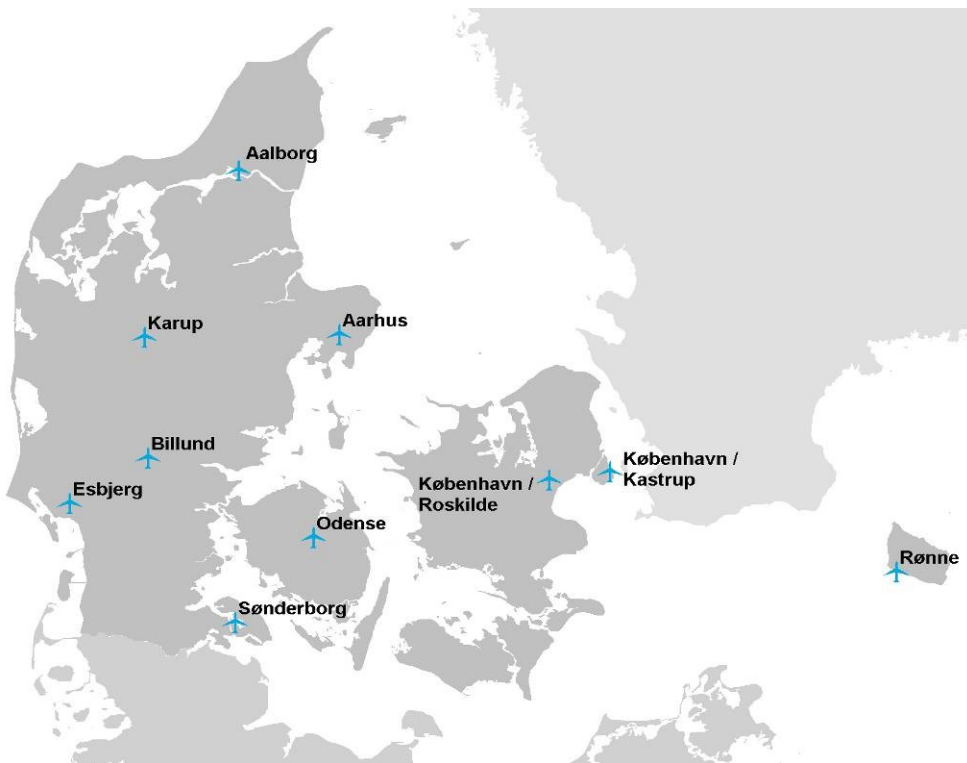 Aalborg
Karup
Aarhus
Billund
Esbjerg
København /
Roskilde
København /
Kastrup
Odense
Rønne
Sønderborg